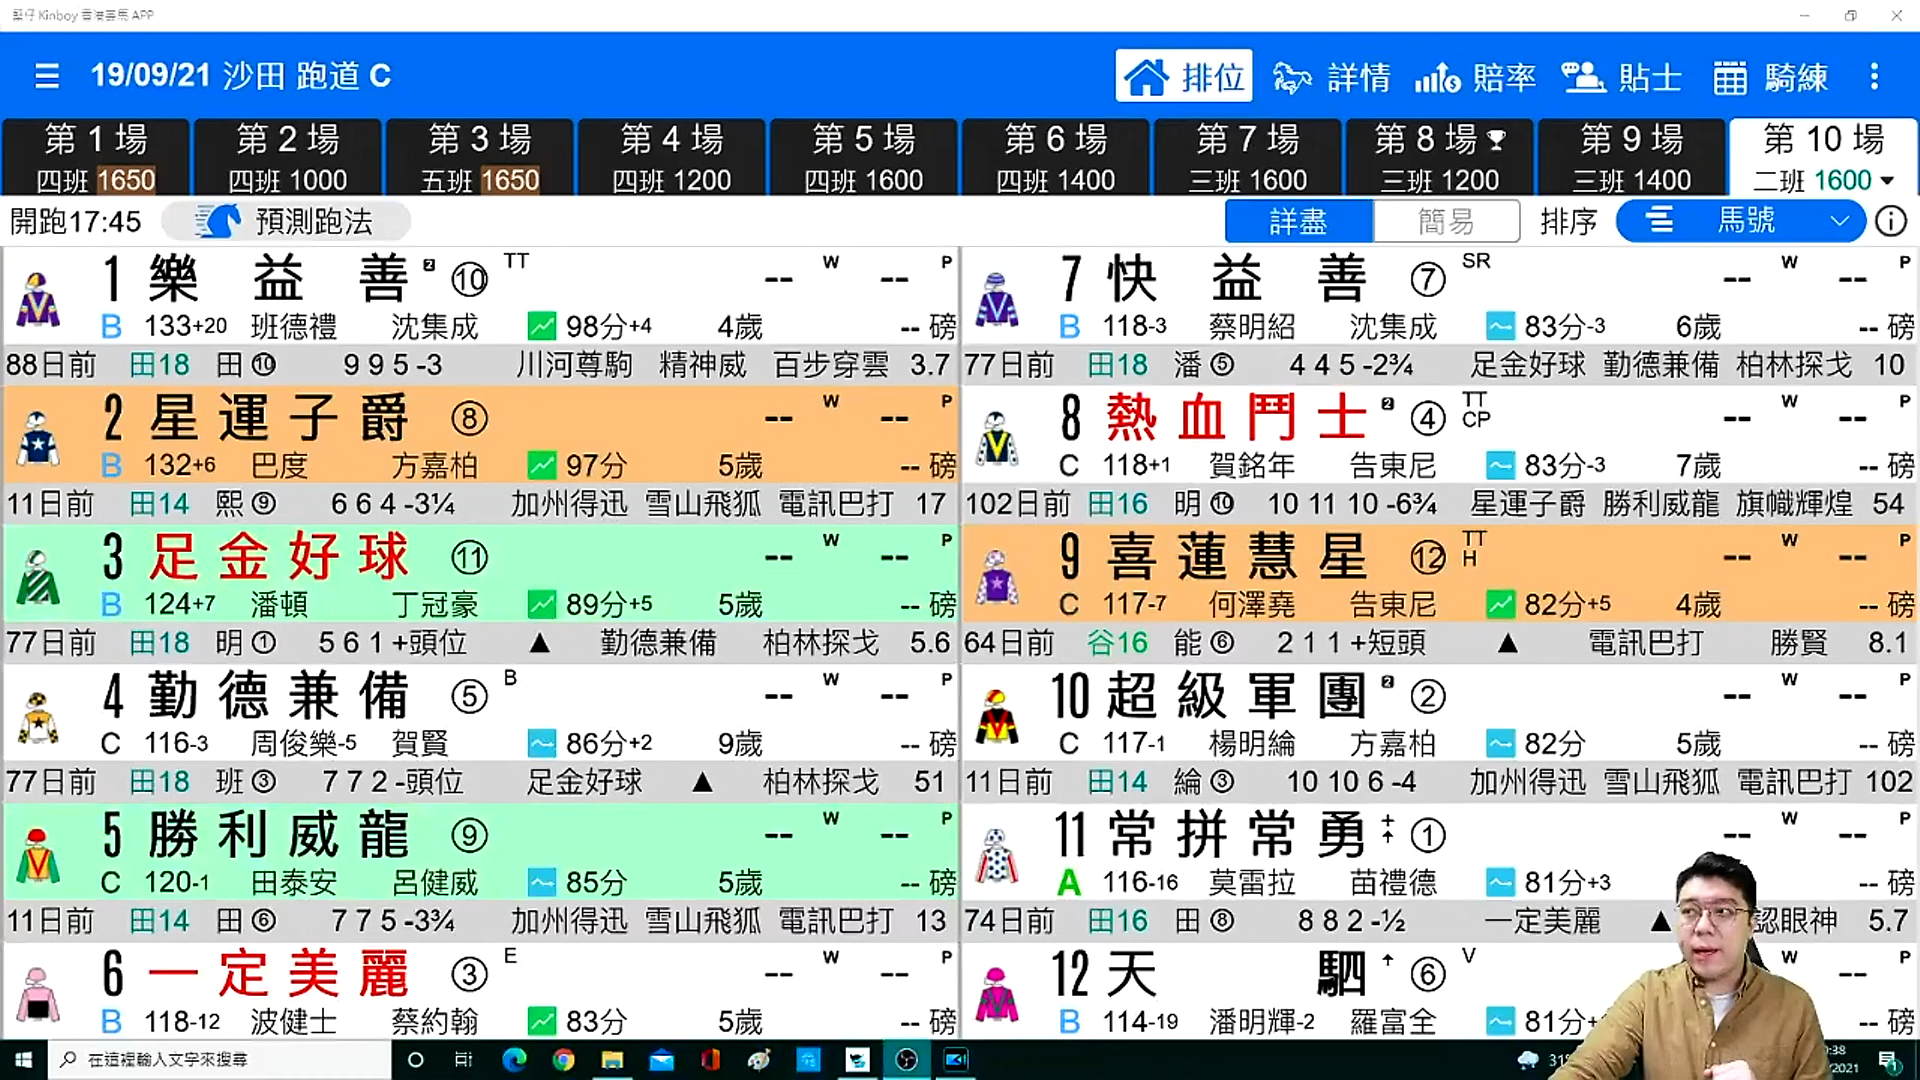 堅仔 Kinboy 香港賽馬 APP
19/09/21 沙田 跑道 C
排位 詳情 賠率 貼士 騎練
第 1 場 第 2 場 第 3 場 第 4 場 第 5 場 第 6 場 第 7 場 第 8 場 第 9 場 第 10 場
四班 1650 四班 1000 五班 1650 四班 1200 四班 1600 四班 1400 三班 1600 三班 1200 三班 1400 二班 1600
開跑17:45 預測跑法 詳盡 簡易 排序 馬號
1 樂益善 2 ⑩ TT -- W -- P
B 133+20 班德禮 沈集成 98分+4 4歲 -- 磅
88日前 田18 田⑩ 9 9 5 -3 川河尊駒 精神威 百步穿雲 3.7
2 星運子爵 ⑧ -- W -- P
B 132+6 巴度 方嘉柏 97分 5歲 -- 磅
11日前 田14 熙⑨ 6 6 4 -3¼ 加州得迅 雪山飛狐 電訊巴打 17
3 足金好球 ⑪ -- W -- P
B 124+7 潘頓 丁冠豪 89分+5 5歲 -- 磅
77日前 田18 明① 5 6 1 +頭位 ▲ 勤德兼備 柏林探戈 5.6
4 勤德兼備 ⑤ B -- W -- P
C 116-3 周俊樂-5 賀賢 86分+2 9歲 -- 磅
77日前 田18 班③ 7 7 2 -頭位 足金好球 ▲ 柏林探戈 51
5 勝利威龍 ⑨ -- W -- P
C 120-1 田泰安 呂健威 85分 5歲 -- 磅
11日前 田14 田⑥ 7 7 5 -3¾ 加州得迅 雪山飛狐 電訊巴打 13
6 一定美麗 ③ E -- W -- P
B 118-12 波健士 蔡約翰 83分 5歲 -- 磅
7 快益善 ⑦ SR -- W -- P
B 118-3 蔡明紹 沈集成 83分-3 6歲 -- 磅
77日前 田18 潘⑤ 4 4 5 -2¾ 足金好球 勤德兼備 柏林探戈 10
8 熱血鬥士 2 ④ TT CP -- W -- P
C 118+1 賀銘年 告東尼 83分-3 7歲 -- 磅
102日前 田16 明⑩ 10 11 10 -6¾ 星運子爵 勝利威龍 旗幟輝煌 54
9 喜蓮慧星 ⑫ TT H -- W -- P
C 117-7 何澤堯 告東尼 82分+5 4歲 -- 磅
64日前 谷16 能⑥ 2 1 1 +短頭 ▲ 電訊巴打 勝賢 8.1
10 超級軍團 2 ② -- W -- P
C 117-1 楊明綸 方嘉柏 82分 5歲 -- 磅
11日前 田14 綸③ 10 10 6 -4 加州得迅 雪山飛狐 電訊巴打 102
11 常拼常勇 ① -- W -- P
A 116-16 莫雷拉 苗禮德 81分+3 -- 磅
74日前 田16 田⑧ 8 8 2 -½ 一定美麗 ▲ 認眼神 5.7
12 天駟 ⑥ V W -- P
B 114-19 潘明輝-2 羅富全 81分+ -- 磅
在這裡輸入文字來搜尋